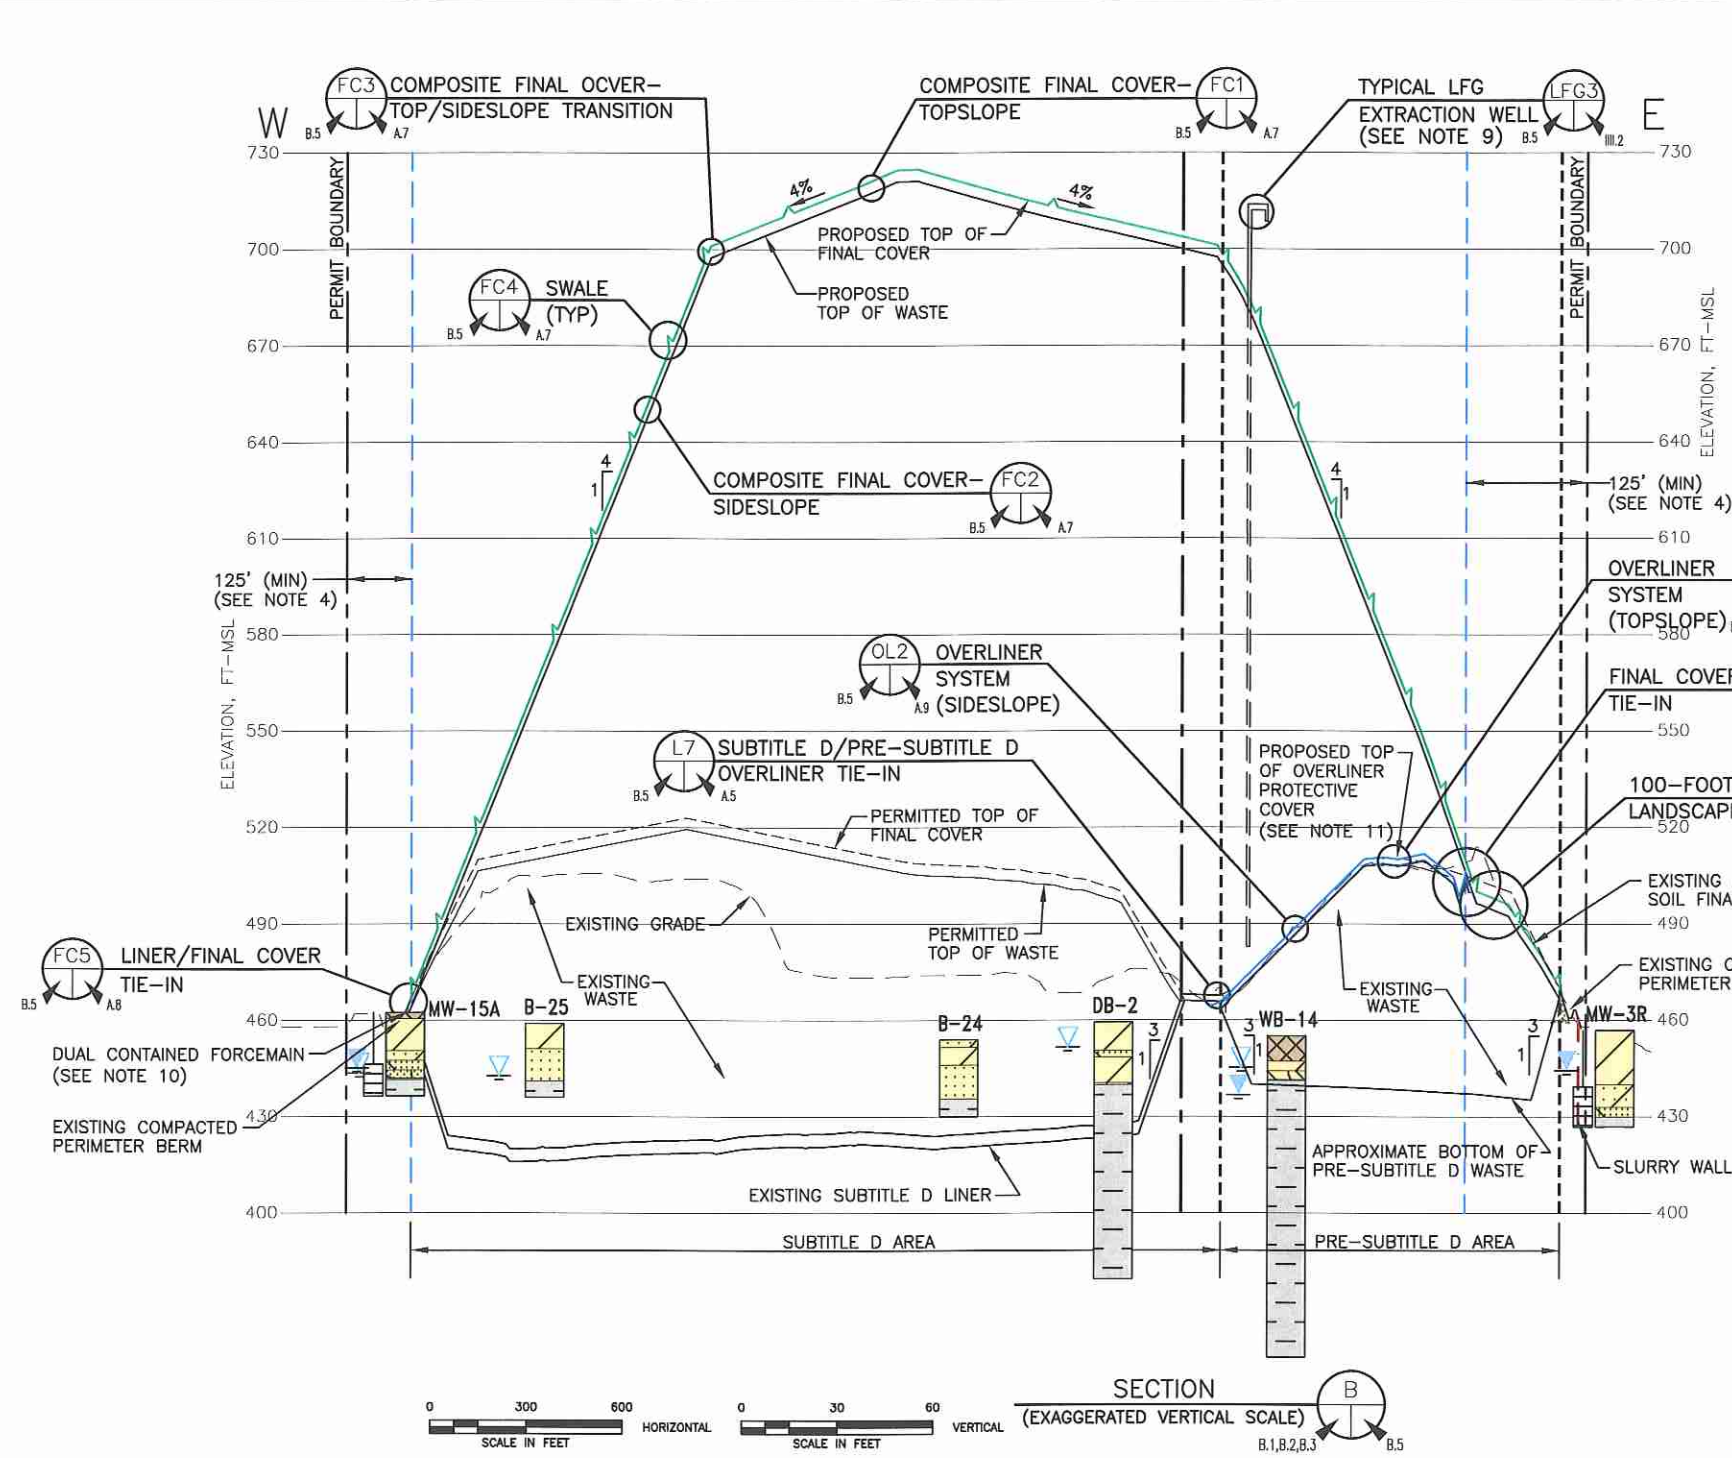 W
FC3
B.5
A.7
COMPOSITE FINAL OCVER-
TOP/SIDESLOPE TRANSITION
COMPOSITE FINAL COVER-
TOPSLOPE
FC1
B.5
A.7
TYPICAL LFG
EXTRACTION WELL
(SEE NOTE 9)
LFG3
B.5
E
730
730
PERMIT BOUNDARY
PERMIT BOUNDARY
4%
4%
PROPOSED TOP OF
FINAL COVER
700
700
PROPOSED
TOP OF WASTE
FC4
B.5
A.7
SWALE
(TYP)
670
670
ELEVATION, FT-MSL
640
640
4
1
COMPOSITE FINAL COVER-
SIDESLOPE
FC2
B.5
A.7
4
1
125' (MIN)
(SEE NOTE 4)
610
610
125' (MIN)
(SEE NOTE 4)
OVERLINER
SYSTEM
(TOPSLOPE)
580
580
ELEVATION, FT-MSL
OL2
B.5
A.9
OVERLINER
SYSTEM
(SIDESLOPE)
FINAL COVER
TIE-IN
550
550
L7
B.5
A.5
SUBTITLE D/PRE-SUBTITLE D
OVERLINER TIE-IN
PROPOSED TOP
OF OVERLINER
PROTECTIVE
COVER
(SEE NOTE 11)
100-FOOT
LANDSCAP
520
520
PERMITTED TOP OF
FINAL COVER
EXISTING
SOIL FINA
490
490
EXISTING GRADE
PERMITTED
TOP OF WASTE
FC5
B.5
A.8
LINER/FINAL COVER
TIE-IN
EXISTING
WASTE
EXISTING
WASTE
EXISTING C
PERIMETER
460
460
MW-15A
B-25
B-24
DB-2
WB-14
MW-3R
3
1
3
1
3
1
DUAL CONTAINED FORCEMAIN
(SEE NOTE 10)
430
430
EXISTING COMPACTED
PERIMETER BERM
APPROXIMATE BOTTOM OF
PRE-SUBTITLE D WASTE
SLURRY WALL
EXISTING SUBTITLE D LINER
400
400
SUBTITLE D AREA
PRE-SUBTITLE D AREA
0 300 600
HORIZONTAL
SCALE IN FEET
0 30 60
VERTICAL
SCALE IN FEET
SECTION
(EXAGGERATED VERTICAL SCALE)
B
B.1,B.2,B.3
B.5